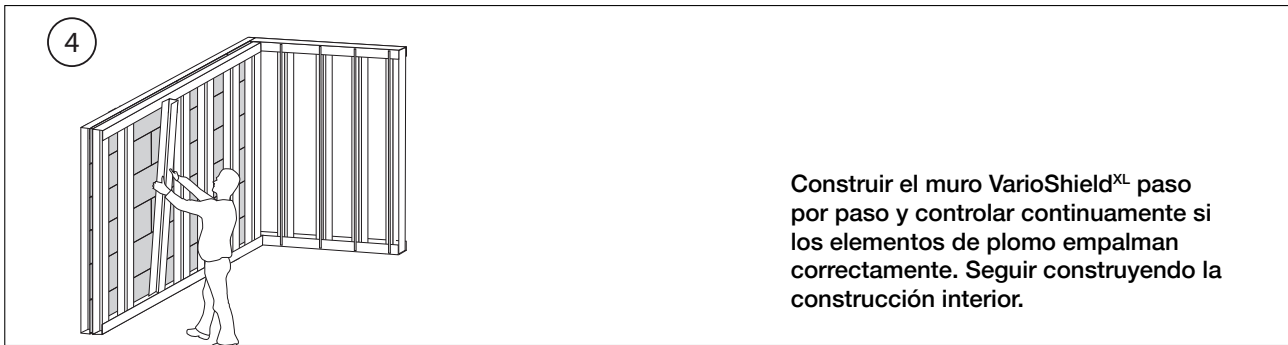 4
Construir el muro VarioShieldXL paso
por paso y controlar continuamente si
los elementos de plomo empalman
correctamente. Seguir construyendo la
construcción interior.